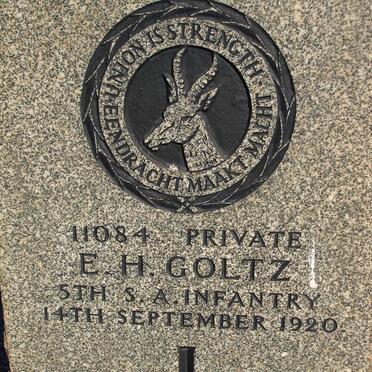 UNION IS STRENGTH
EENDRACHT MAAKT MACHT
11084 PRIVATE
E. H. GOLTZ
5TH S. A. INFANTRY
14TH SEPTEMBER 1920